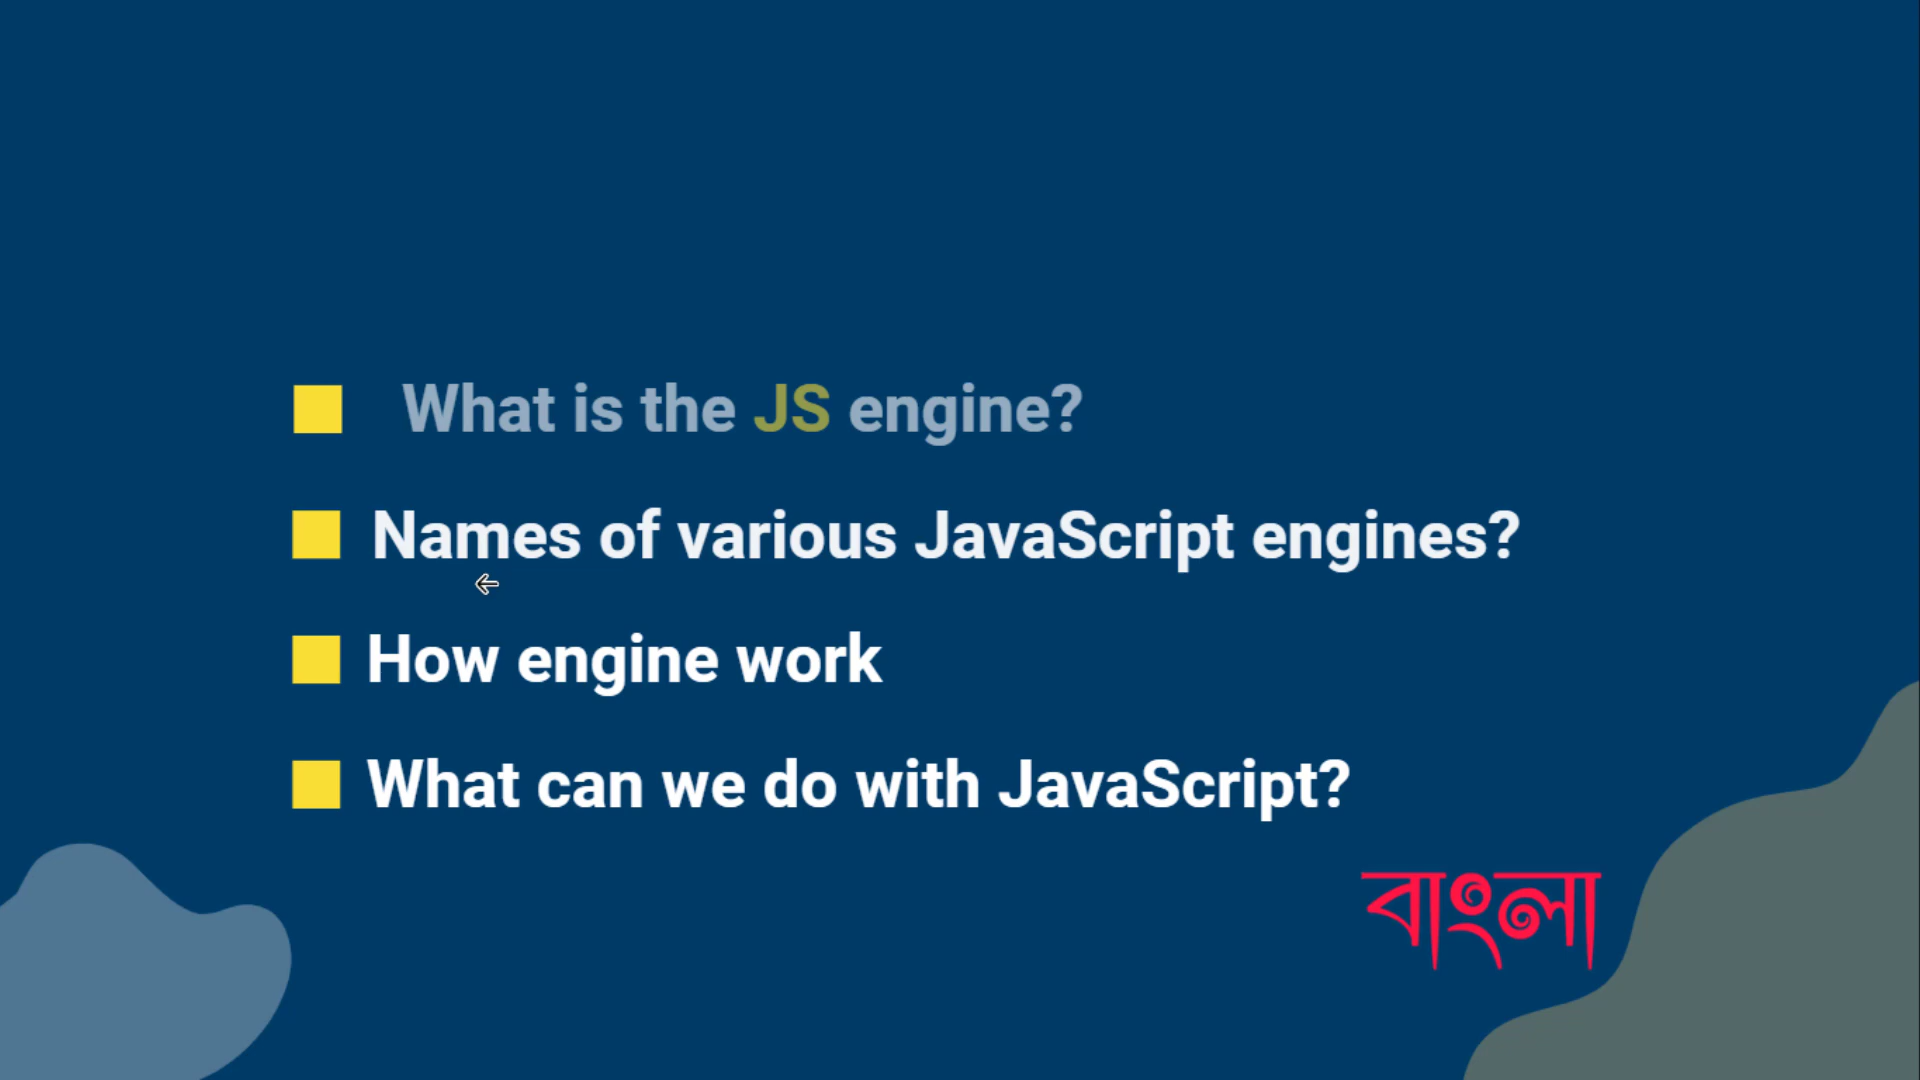 What is the JS engine?
Names of various JavaScript engines?
How engine work
What can we do with JavaScript?
বাংলা